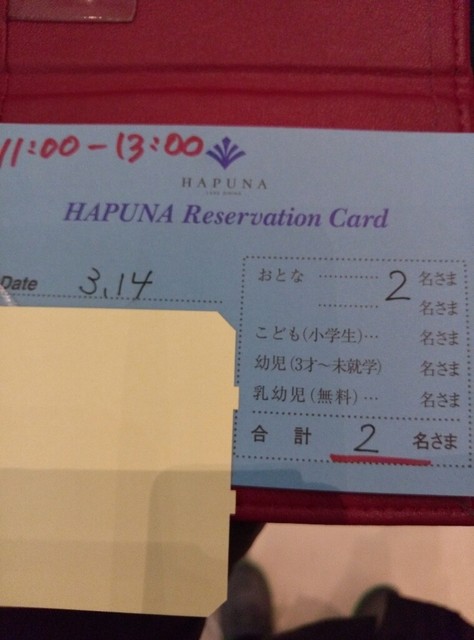 11:00-13:00
HAPUNA
HAPUNA Reservation Card
Date 3.14
おとな ……… 2 名さま
……… 名さま
こども(小学生)… 名さま
幼児(3才〜未就学) 名さま
乳幼児(無料)… 名さま
合 計 2 名さま